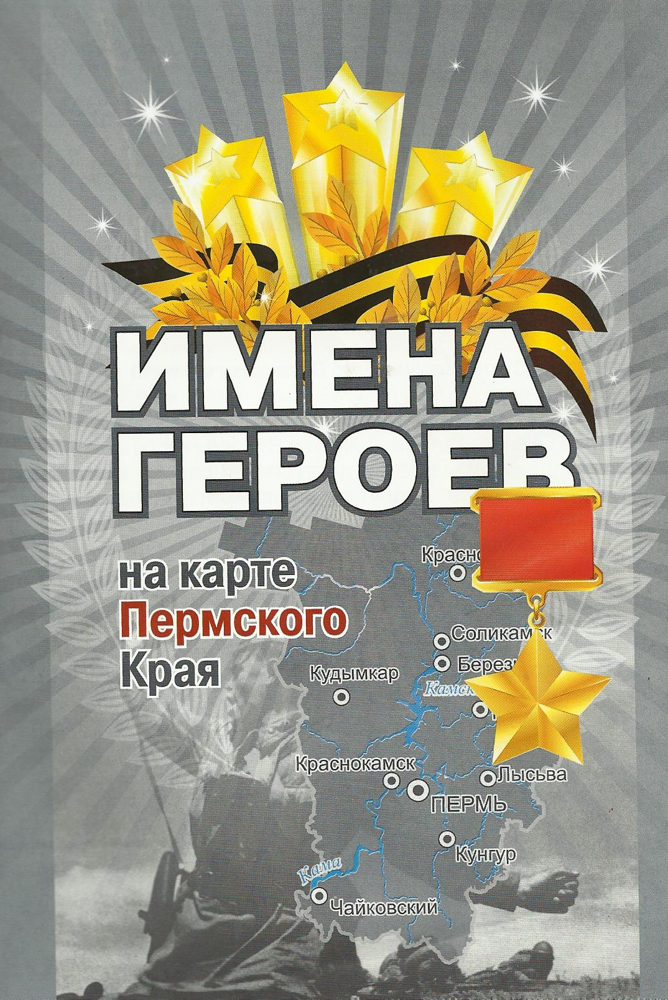 ИМЕНА
ГЕРОЕВ
на карте
Пермского
Края
Соликамск
Кудымкар
Краснокамск
Лысьва
ПЕРМЬ
Кунгур
Кама
Чайковский